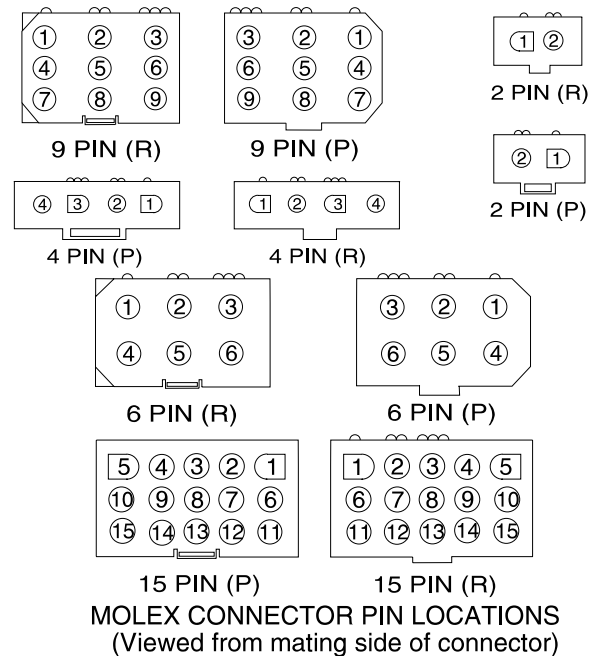 1 2 3
4 5 6
7 8 9
9 PIN (R)
3 2 1
6 5 4
9 8 7
9 PIN (P)
1 2
2 PIN (R)
2 1
2 PIN (P)
4 3 2 1
4 PIN (P)
1 2 3 4
4 PIN (R)
1 2 3
4 5 6
6 PIN (R)
3 2 1
6 5 4
6 PIN (P)
5 4 3 2 1
10 9 8 7 6
15 14 13 12 11
15 PIN (P)
1 2 3 4 5
6 7 8 9 10
11 12 13 14 15
15 PIN (R)
MOLEX CONNECTOR PIN LOCATIONS
(Viewed from mating side of connector)